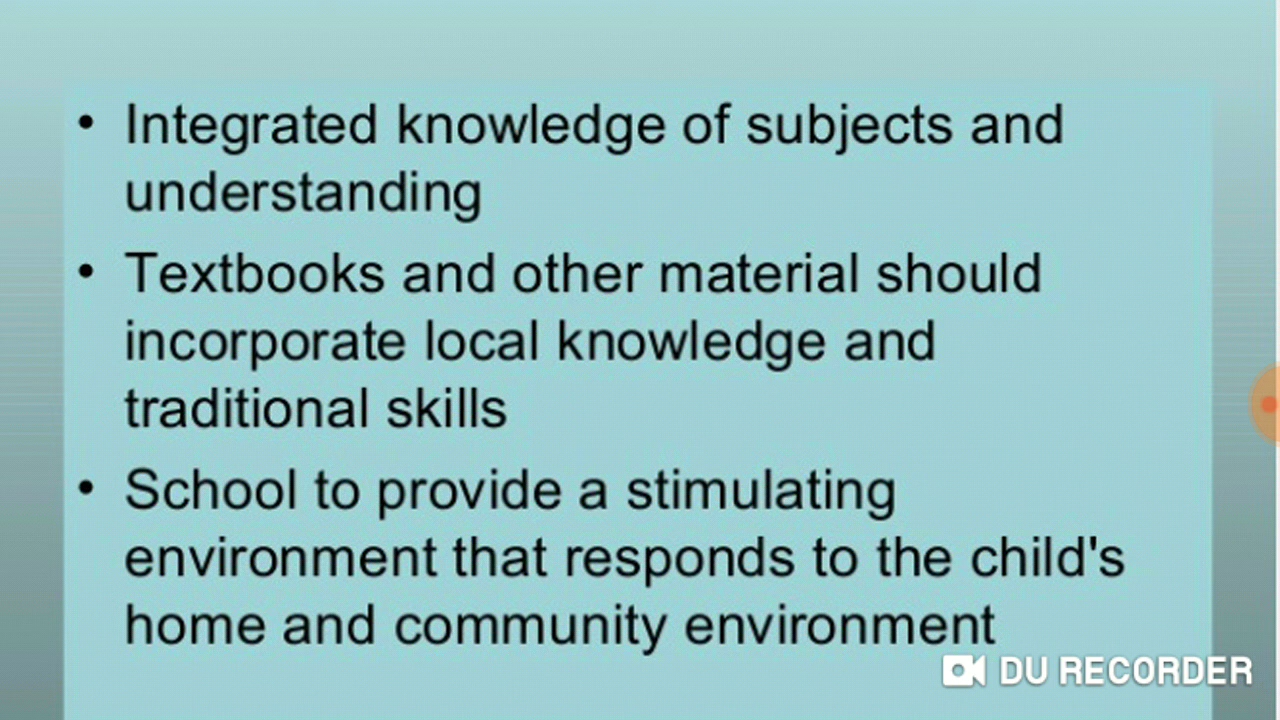 • Integrated knowledge of subjects and
understanding
• Textbooks and other material should
incorporate local knowledge and
traditional skills
• School to provide a stimulating
environment that responds to the child's
home and community environment
DU RECORDER